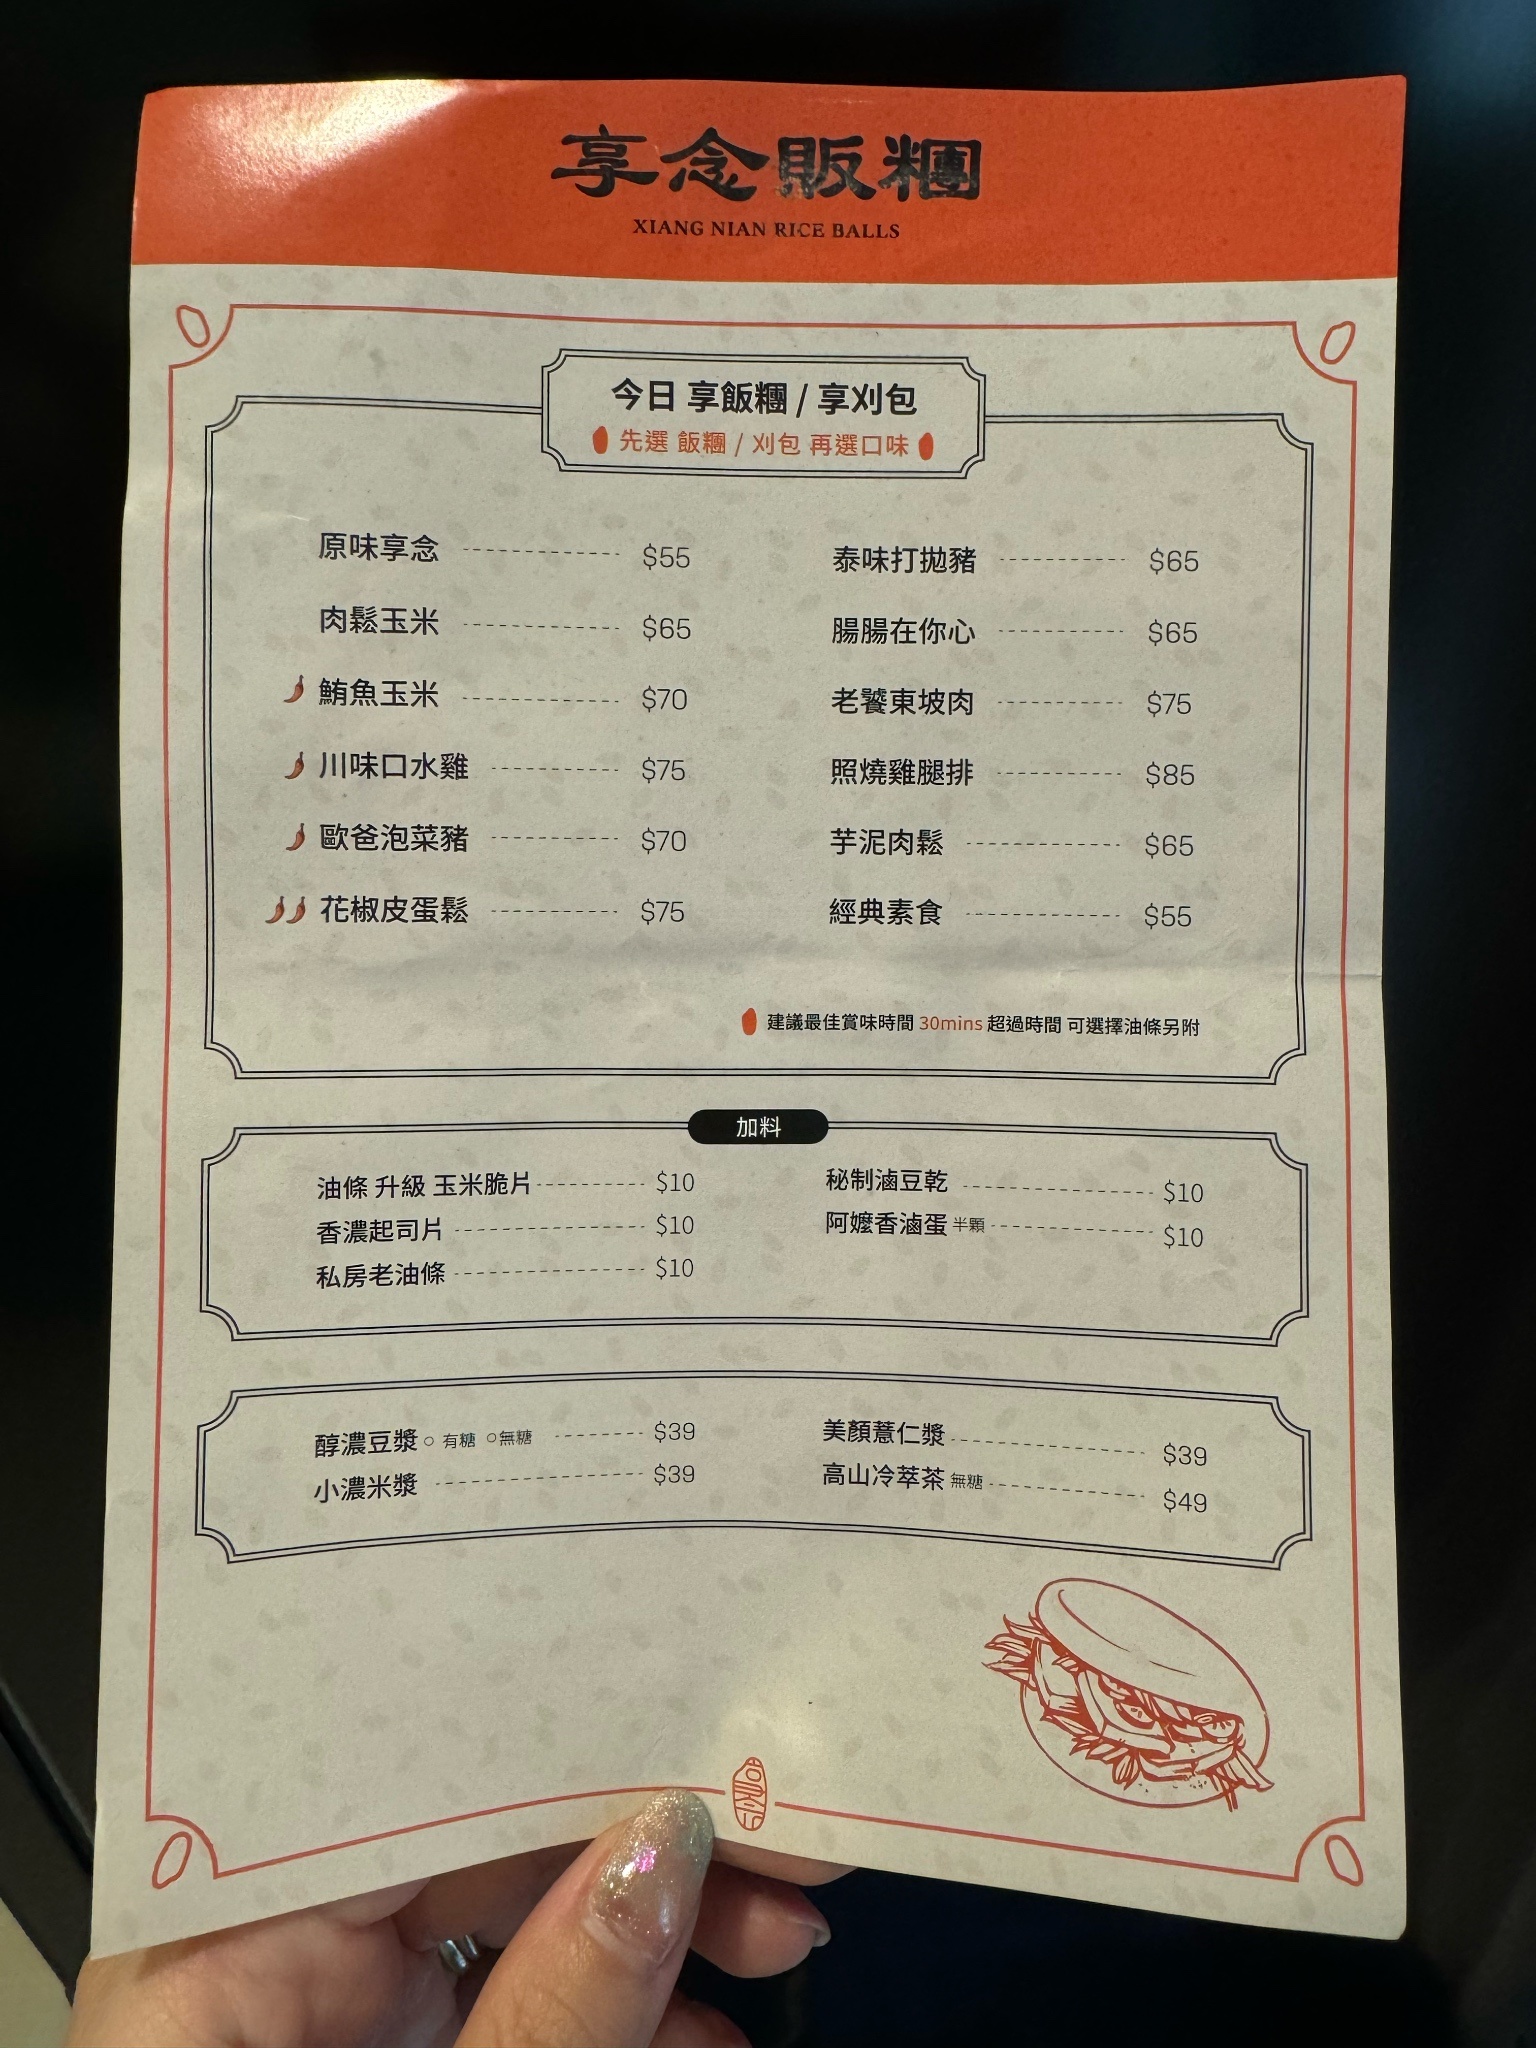 享念販糰
XIANG NIAN RICE BALLS
今日 享飯糰 / 享刈包
先選 飯糰 / 刈包 再選口味
原味享念 $55
肉鬆玉米 $65
鮪魚玉米 $70
川味口水雞 $75
歐爸泡菜豬 $70
花椒皮蛋鬆 $75
泰味打拋豬 $65
腸腸在你心 $65
老饕東坡肉 $75
照燒雞腿排 $85
芋泥肉鬆 $65
經典素食 $55
建議最佳賞味時間 30mins 超過時間 可選擇油條另附
加料
油條 升級 玉米脆片 $10
香濃起司片 $10
私房老油條 $10
秘制滷豆乾 $10
阿嬤香滷蛋 半顆 $10
醇濃豆漿 ○ 有糖 ○無糖 $39
小濃米漿 $39
美顏薏仁漿 $39
高山冷萃茶 無糖 $49